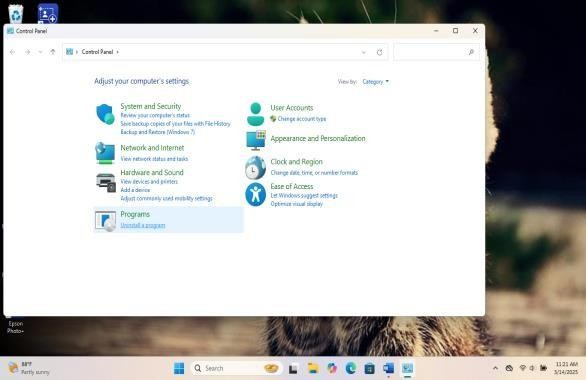 Control Panel
Control Panel
Adjust your computer's settings
View by: Category
System and Security
Review your computer's status
Save backup copies of your files with File History
Backup and Restore (Windows 7)
Network and Internet
View network status and tasks
Hardware and Sound
View devices and printers
Add a device
Adjust commonly used mobility settings
Programs
Uninstall a program
User Accounts
Change account type
Appearance and Personalization
Clock and Region
Change date, time, or number formats
Ease of Access
Let Windows suggest settings
Optimize visual display
Epson
Photo+
88°F
Partly sunny
Search
11:21 AM
3/14/2025